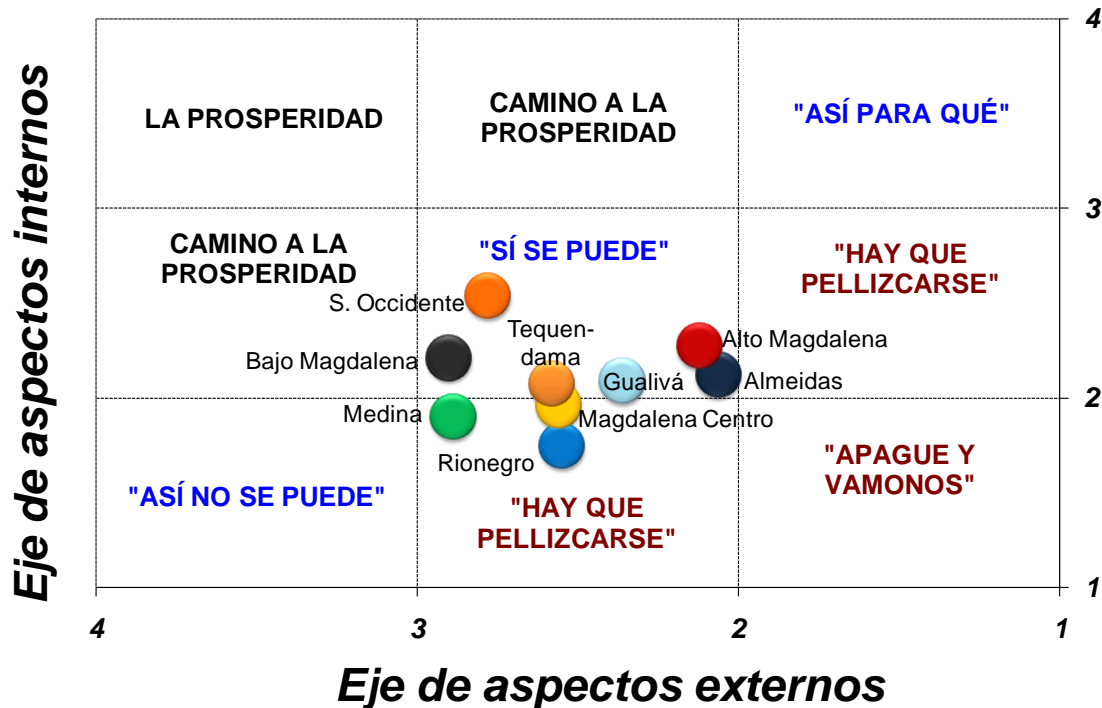 Eje de aspectos internos
4
LA PROSPERIDAD
CAMINO A LA
PROSPERIDAD
"ASÍ PARA QUÉ"
3
CAMINO A LA
PROSPERIDAD
"SÍ SE PUEDE"
"HAY QUE
PELLIZCARSE"
S. Occidente
Tequen-
dama
Alto Magdalena
Bajo Magdalena
Gualivá
Almeidas
2
Medina
Magdalena Centro
Rionegro
"ASÍ NO SE PUEDE"
"HAY QUE
PELLIZCARSE"
"APAGUE Y
VAMONOS"
1
4
3
2
1
Eje de aspectos externos